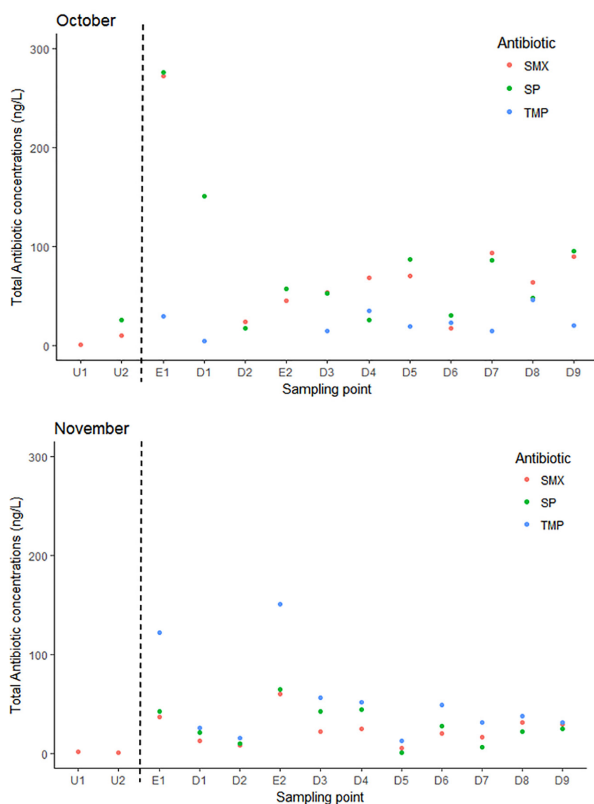 October
Total Antibiotic concentrations (ng/L)
300
200
100
0
Antibiotic
SMX
SP
TMP
U1 U2 E1 D1 D2 E2 D3 D4 D5 D6 D7 D8 D9
Sampling point
November
Total Antibiotic concentrations (ng/L)
300
200
100
0
Antibiotic
SMX
SP
TMP
U1 U2 E1 D1 D2 E2 D3 D4 D5 D6 D7 D8 D9
Sampling point